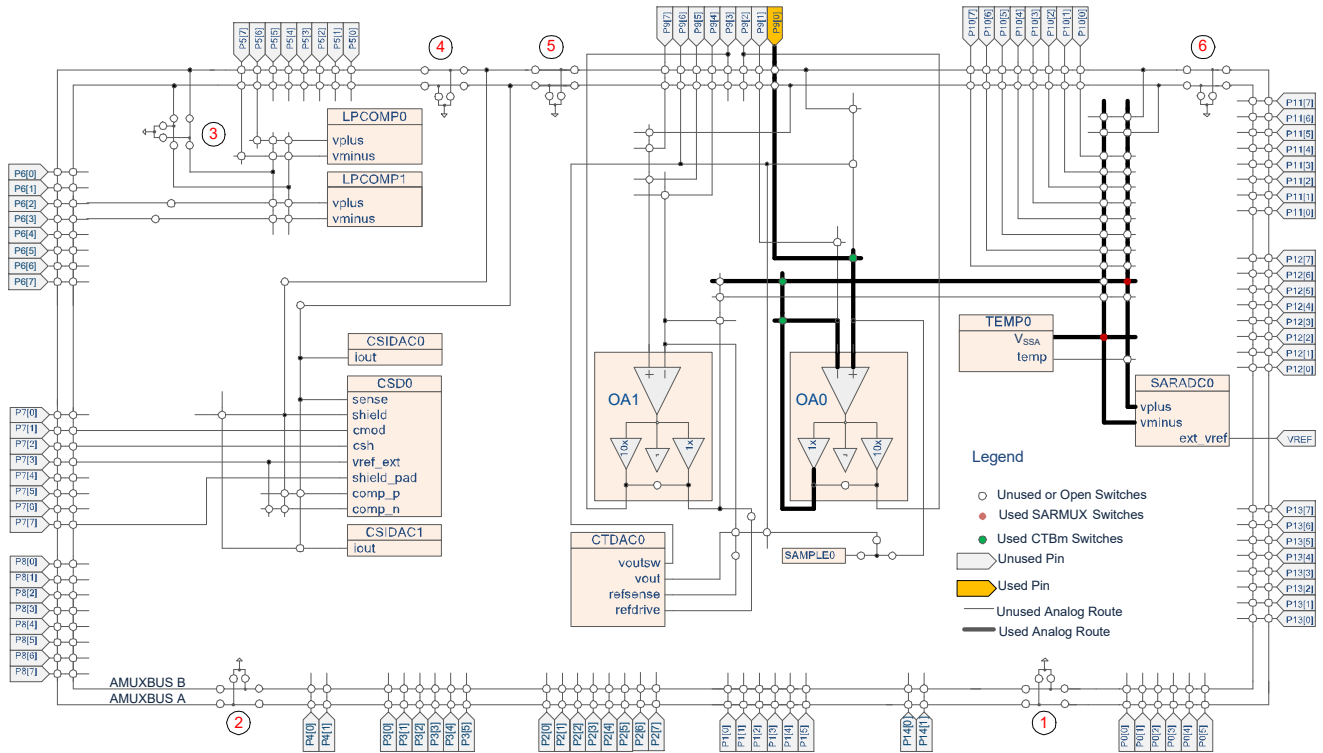 P5[7]
P5[6]
P5[5]
P5[4]
P5[3]
P5[2]
P5[1]
P5[0]
4
5
P9[7]
P9[6]
P9[5]
P9[4]
P9[3]
P9[2]
P9[1]
P9[0]
P10[7]
P10[6]
P10[5]
P10[4]
P10[3]
P10[2]
P10[1]
P10[0]
6
3
LPCOMP0
vplus
vminus
LPCOMP1
vplus
vminus
P6[0]
P6[1]
P6[2]
P6[3]
P6[4]
P6[5]
P6[6]
P6[7]
P11[7]
P11[6]
P11[5]
P11[4]
P11[3]
P11[2]
P11[1]
P11[0]
P12[7]
P12[6]
P12[5]
P12[4]
P12[3]
P12[2]
P12[1]
P12[0]
TEMP0
VSSA
temp
CSIDAC0
iout
CSD0
sense
shield
cmod
csh
vref_ext
shield_pad
comp_p
comp_n
CSIDAC1
iout
OA1
+
10x
1x
OA0
+
1x
10x
SARADC0
vplus
vminus
ext_vref
VREF
P7[0]
P7[1]
P7[2]
P7[3]
P7[4]
P7[5]
P7[6]
P7[7]
Legend
Unused or Open Switches
Used SARMUX Switches
Used CTBm Switches
Unused Pin
Used Pin
Unused Analog Route
Used Analog Route
CTDAC0
voutsw
vout
refsense
refdrive
SAMPLE0
P13[7]
P13[6]
P13[5]
P13[4]
P13[3]
P13[2]
P13[1]
P13[0]
P8[0]
P8[1]
P8[2]
P8[3]
P8[4]
P8[5]
P8[6]
P8[7]
AMUXBUS B
AMUXBUS A
2
1
P4[0]
P4[1]
P3[0]
P3[1]
P3[2]
P3[3]
P3[4]
P3[5]
P2[0]
P2[1]
P2[2]
P2[3]
P2[4]
P2[5]
P2[6]
P2[7]
P1[0]
P1[1]
P1[2]
P1[3]
P1[4]
P1[5]
P14[0]
P14[1]
P0[0]
P0[1]
P0[2]
P0[3]
P0[4]
P0[5]